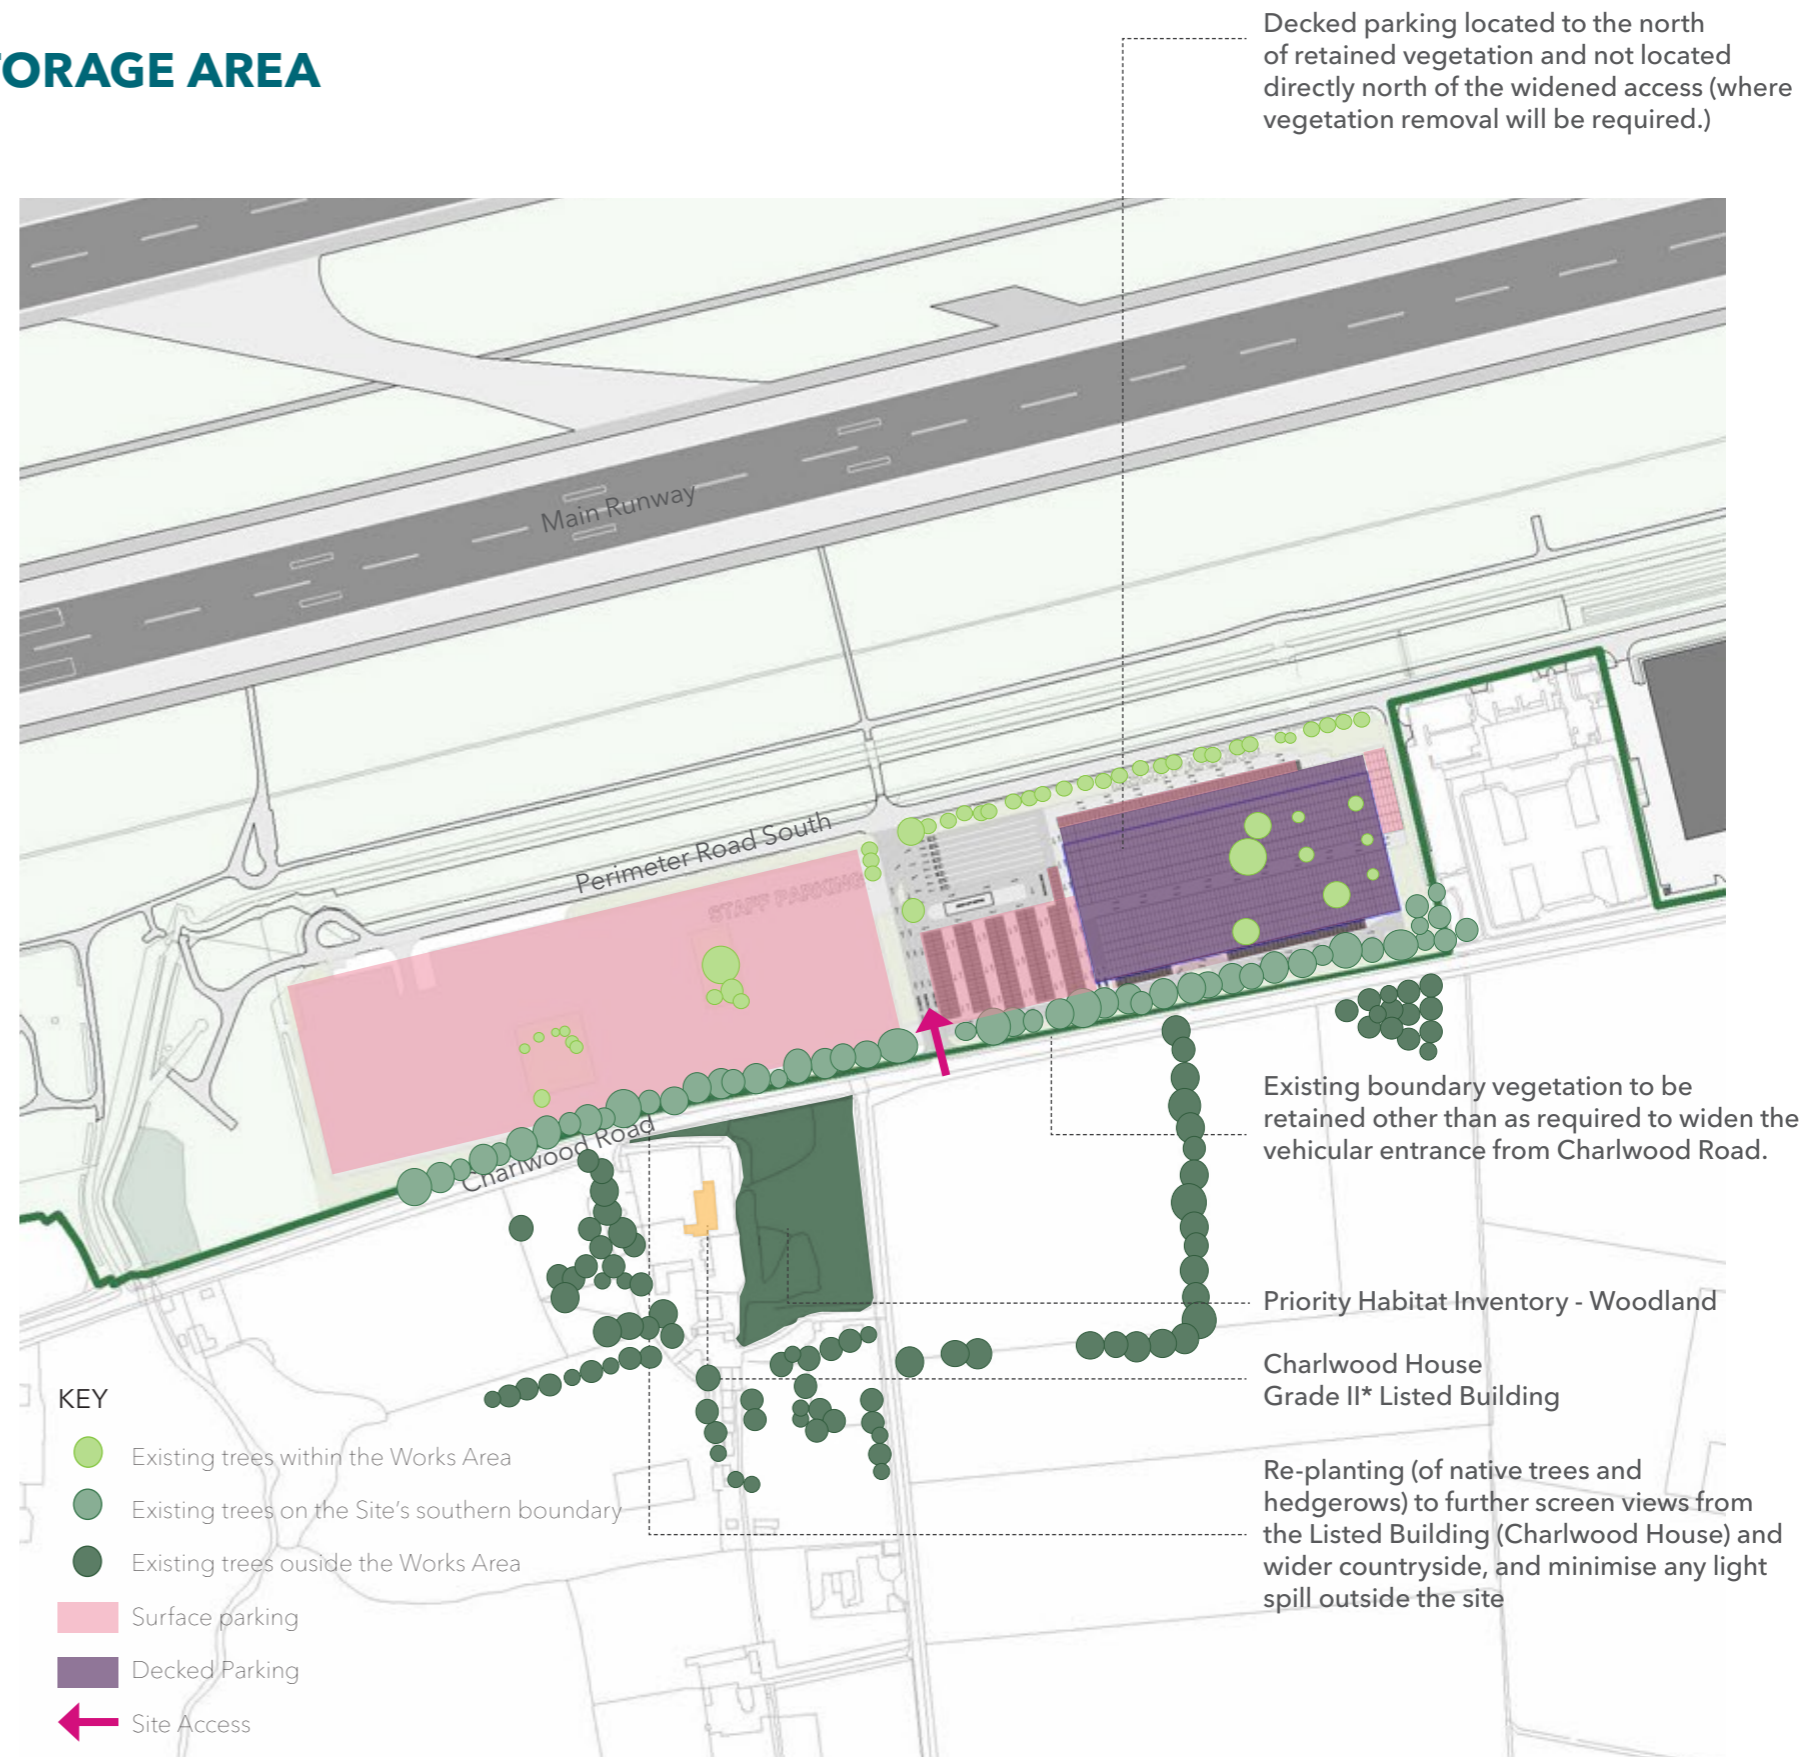 TORAGE AREA
Decked parking located to the north
of retained vegetation and not located
directly north of the widened access (where
vegetation removal will be required.)
Main Runway
Perimeter Road South
STAFF PARKING
Charlwood Road
Existing boundary vegetation to be
retained other than as required to widen the
vehicular entrance from Charlwood Road.
Priority Habitat Inventory - Woodland
Charlwood House
Grade II* Listed Building
Re-planting (of native trees and
hedgerows) to further screen views from
the Listed Building (Charlwood House) and
wider countryside, and minimise any light
spill outside the site
KEY
Existing trees within the Works Area
Existing trees on the Site's southern boundary
Existing trees ouside the Works Area
Surface parking
Decked Parking
Site Access